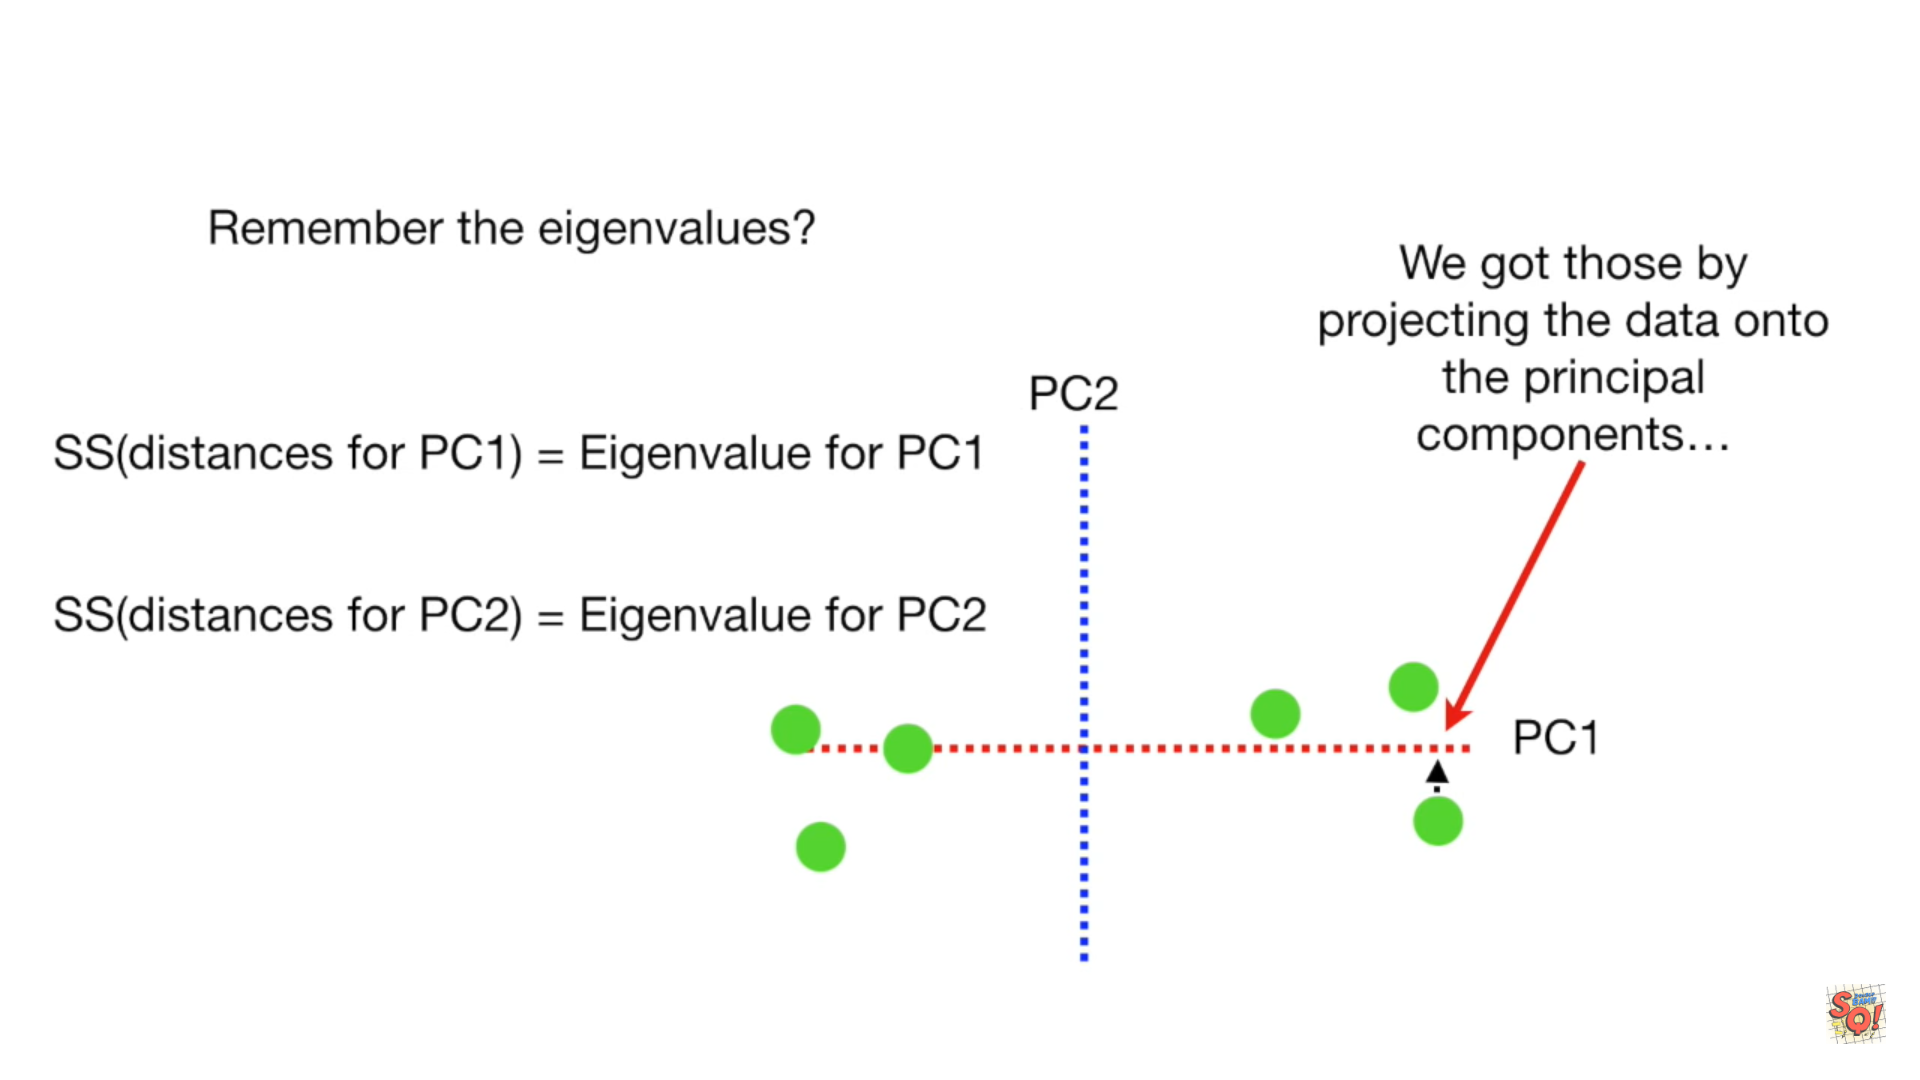 Remember the eigenvalues?
We got those by
projecting the data onto
the principal
components…
PC2
SS(distances for PC1) = Eigenvalue for PC1
SS(distances for PC2) = Eigenvalue for PC2
PC1
SQ!